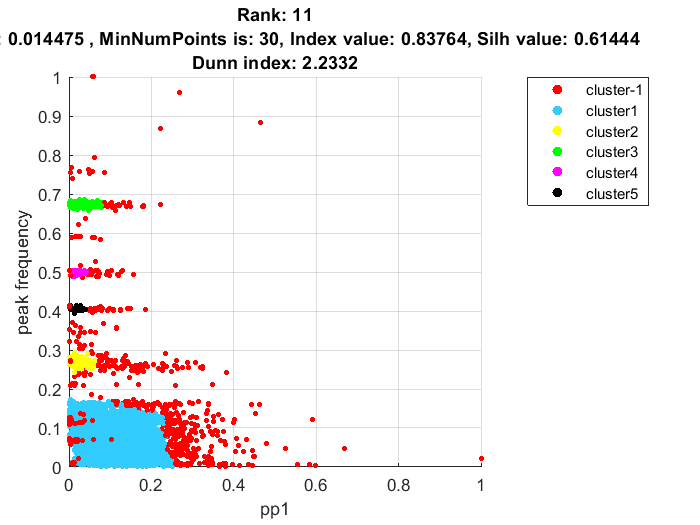 Rank: 11
: 0.014475 , MinNumPoints is: 30, Index value: 0.83764, Silh value: 0.61444
Dunn index: 2.2332
1
0.9
0.8
0.7
0.6
0.5
0.4
0.3
0.2
0.1
0
peak frequency
0 0.2 0.4 0.6 0.8 1
pp1
cluster-1
cluster1
cluster2
cluster3
cluster4
cluster5